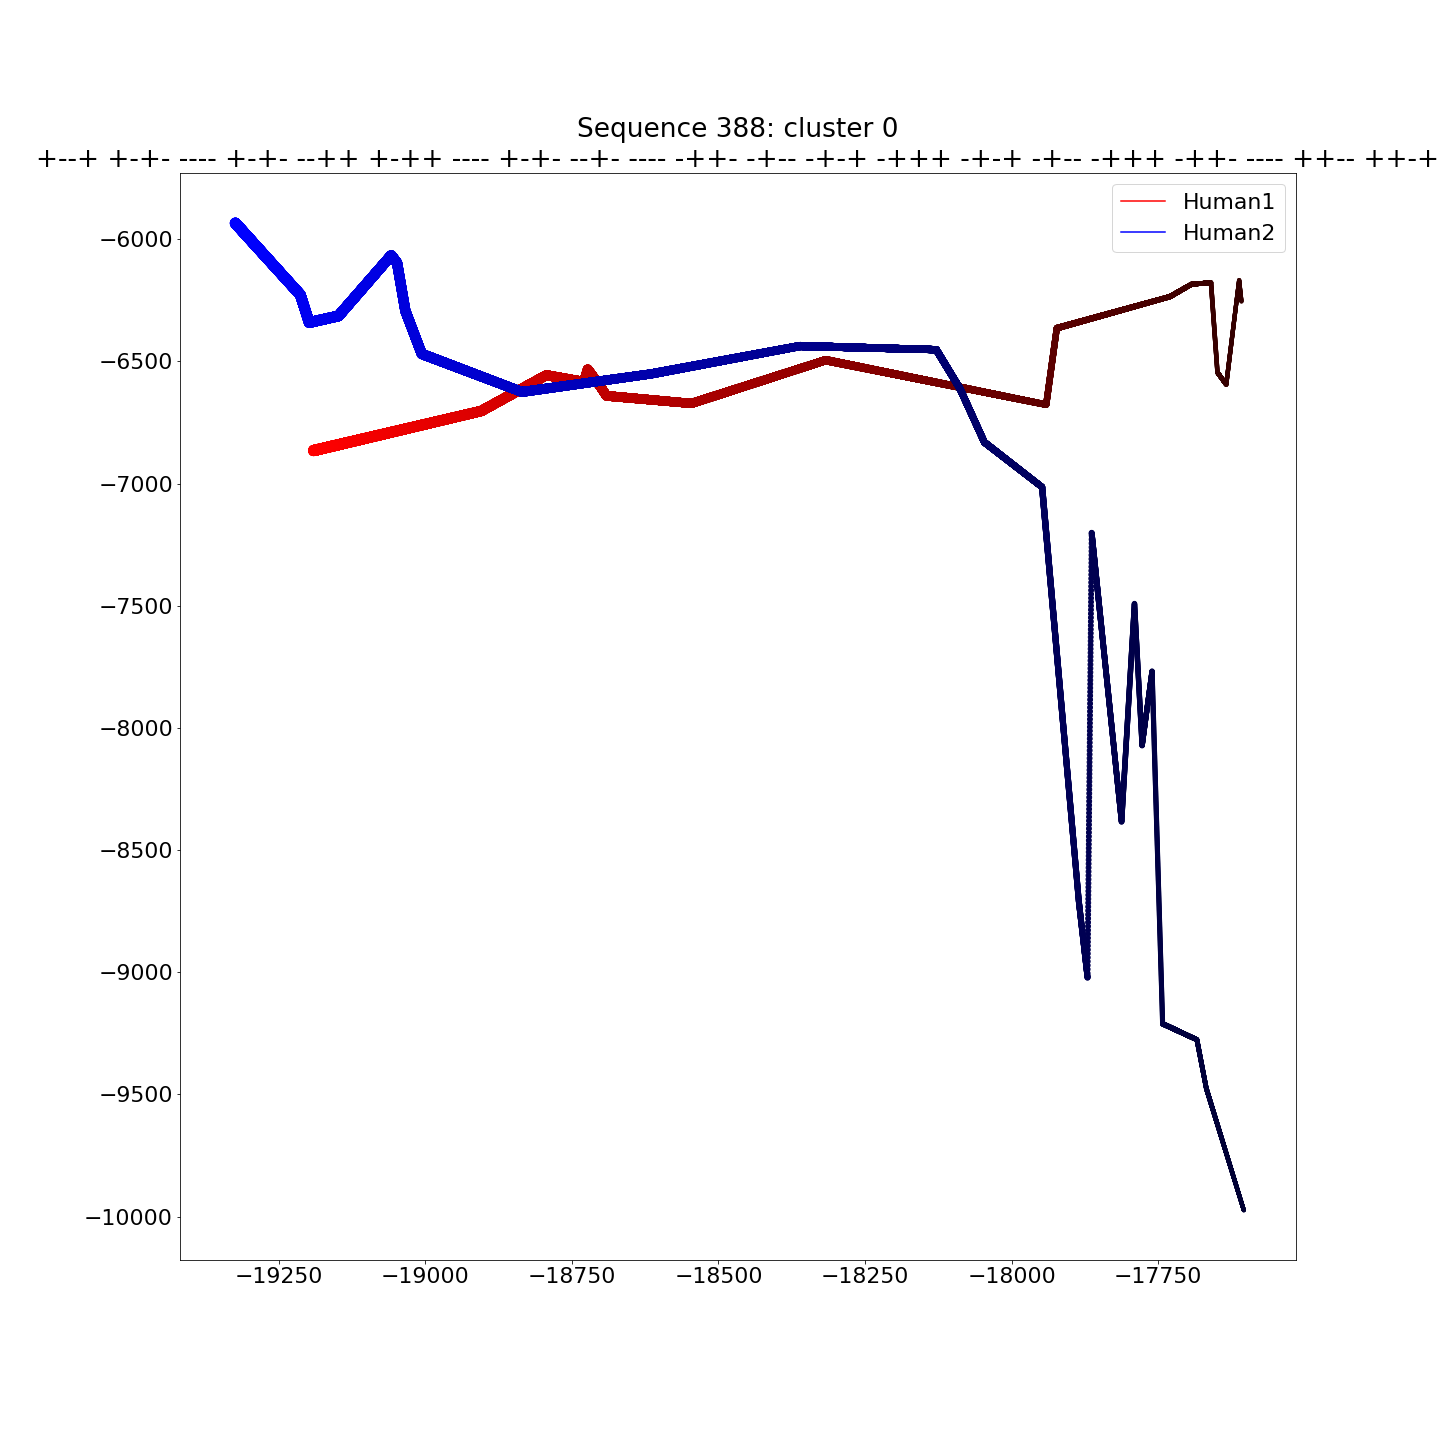 Sequence 388: cluster 0
+--+ +-+- ---- +-+- --++ +-++ ---- +-+- --+- ---- -++- -+-- -+-+ -+++ -+-+ -+-- -+++ -++- ---- ++-- ++-+
Human1
Human2
−6000
−6500
−7000
−7500
−8000
−8500
−9000
−9500
−10000
−19250 −19000 −18750 −18500 −18250 −18000 −17750